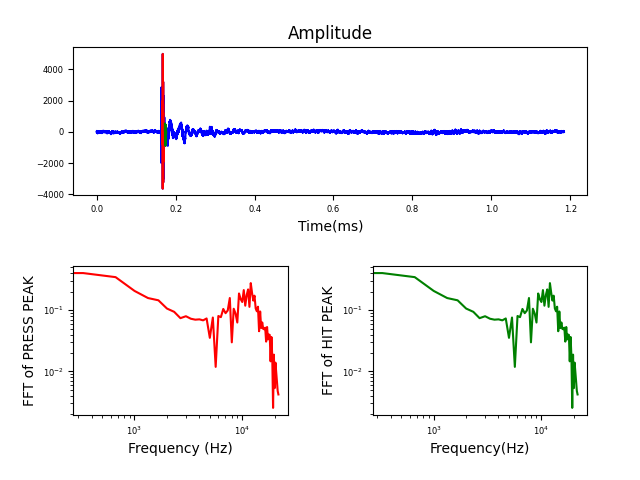 Amplitude
4000
2000
0
−2000
−4000
0.0 0.2 0.4 0.6 0.8 1.0 1.2
Time(ms)
FFT of PRESS PEAK
10⁻¹
10⁻²
10³ 10⁴
Frequency (Hz)
FFT of HIT PEAK
10⁻¹
10⁻²
10³ 10⁴
Frequency(Hz)